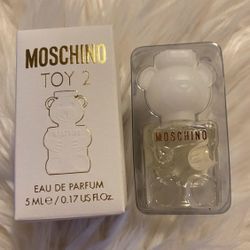 MOSCHINO
TOY 2
EAU DE PARFUM
5 ML ℮ / 0.17 US Fl.Oz.
MOSCHINO